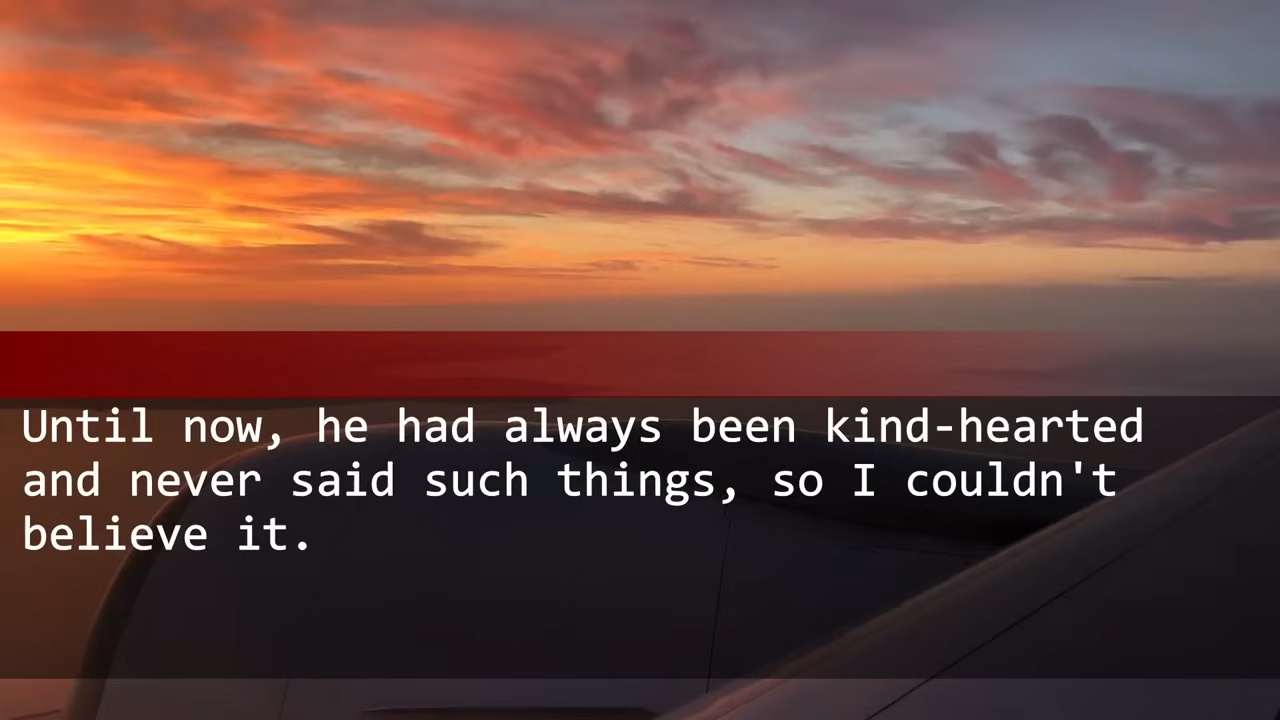 Until now, he had always been kind-hearted
and never said such things, so I couldn't
believe it.